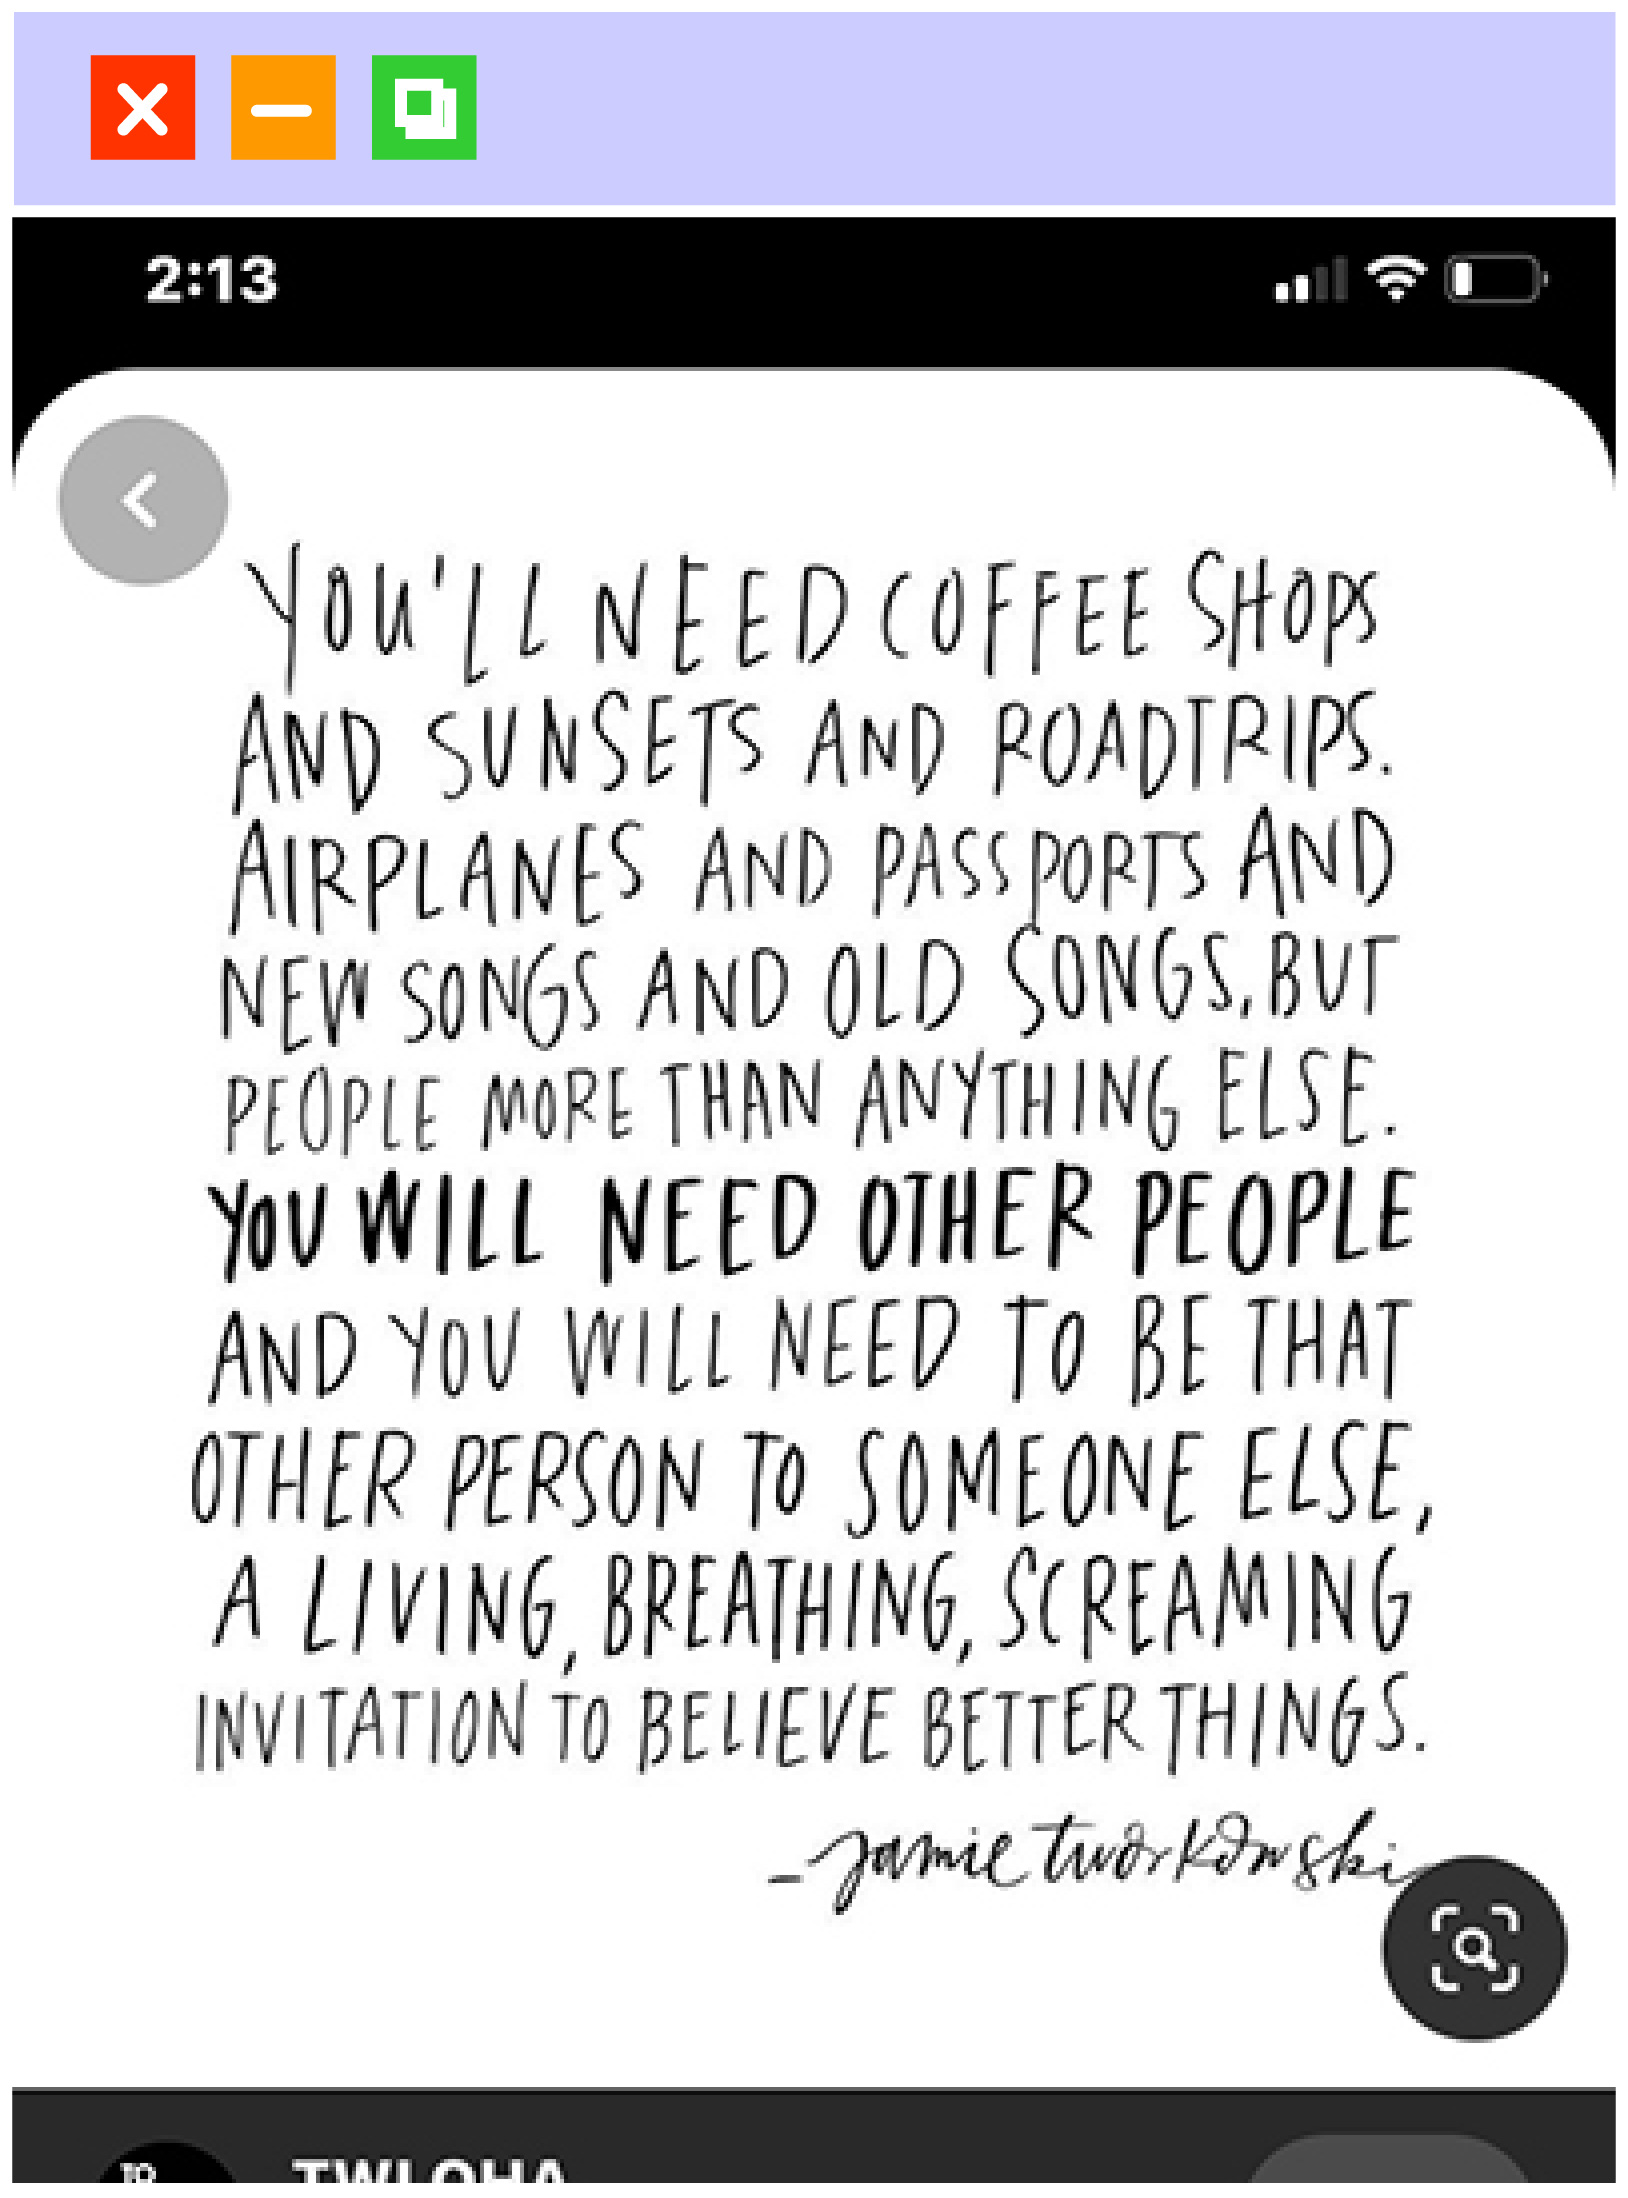 2:13
YOU'LL NEED COFFEE SHOPS
AND SUNSETS AND ROADTRIPS.
AIRPLANES AND PASSPORTS AND
NEW SONGS AND OLD SONGS, BUT
PEOPLE MORE THAN ANYTHING ELSE.
YOU WILL NEED OTHER PEOPLE
AND YOU WILL NEED TO BE THAT
OTHER PERSON TO SOMEONE ELSE,
A LIVING, BREATHING, SCREAMING
INVITATION TO BELIEVE BETTER THINGS.
- jamie tworkowski
TO
TWLOHA